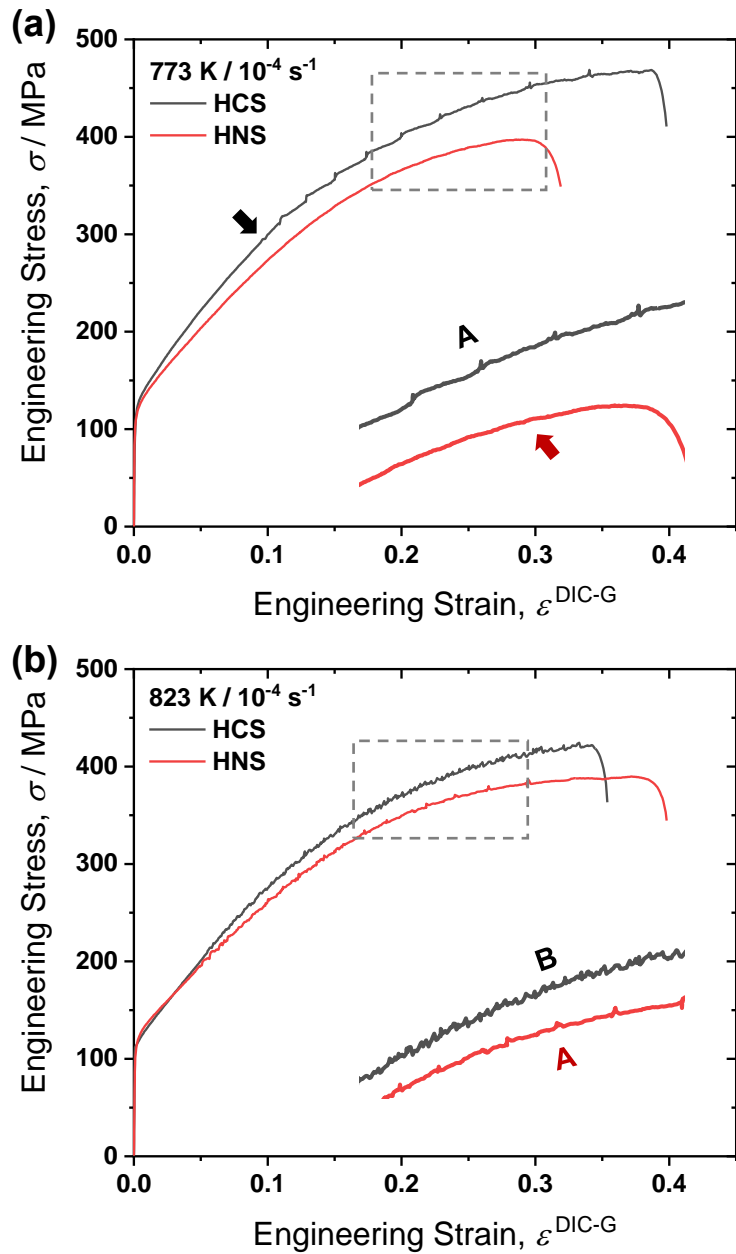 (a)
773 K / 10⁻⁴ s⁻¹
HCS
HNS
A
500
400
300
200
100
0
0.0 0.1 0.2 0.3 0.4
Engineering Stress, σ / MPa
Engineering Strain, ε^DIC-G
(b)
823 K / 10⁻⁴ s⁻¹
HCS
HNS
B
A
500
400
300
200
100
0
0.0 0.1 0.2 0.3 0.4
Engineering Stress, σ / MPa
Engineering Strain, ε^DIC-G